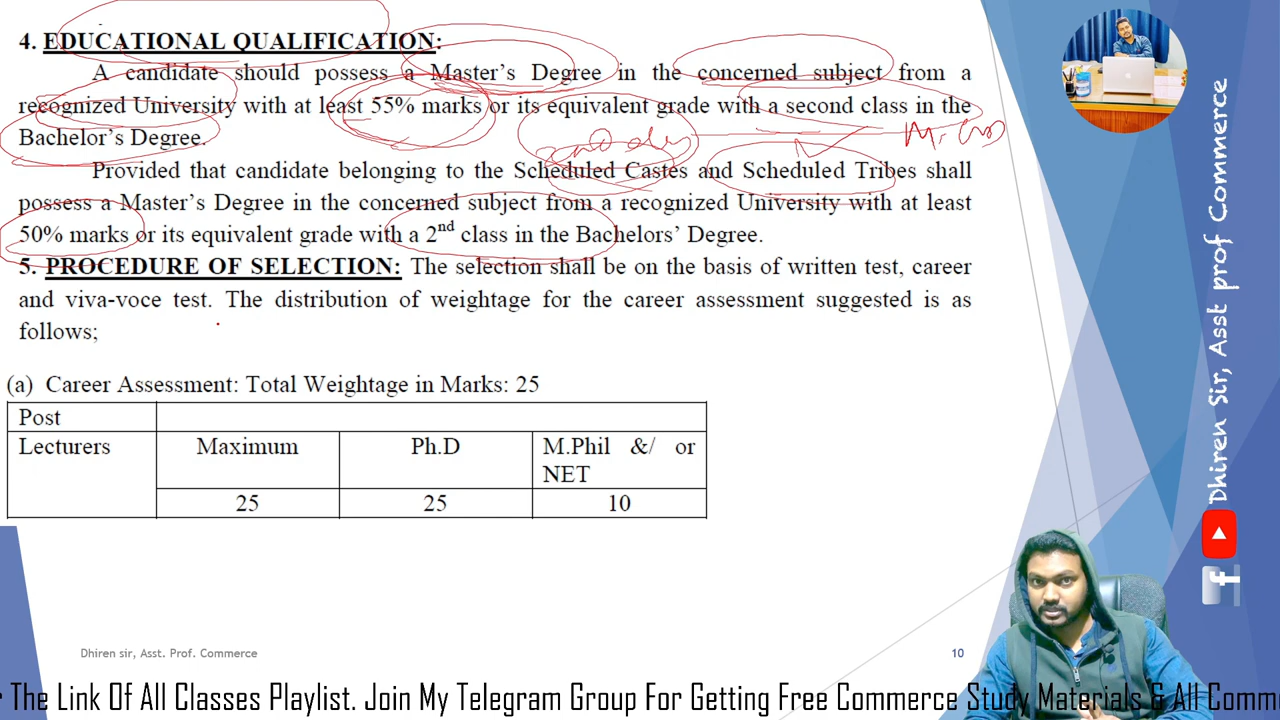 4. EDUCATIONAL QUALIFICATION:
A candidate should possess a Master's Degree in the concerned subject from a
recognized University with at least 55% marks or its equivalent grade with a second class in the
Bachelor's Degree.
Provided that candidate belonging to the Scheduled Castes and Scheduled Tribes shall
possess a Master's Degree in the concerned subject from a recognized University with at least
50% marks or its equivalent grade with a 2nd class in the Bachelors' Degree.
5. PROCEDURE OF SELECTION: The selection shall be on the basis of written test, career
and viva-voce test. The distribution of weightage for the career assessment suggested is as
follows;
(a) Career Assessment: Total Weightage in Marks: 25
Post
Lecturers Maximum Ph.D M.Phil &/ or
NET
25 25 10
Dhiren Sir, Asst prof Commerce
Dhiren sir, Asst. Prof. Commerce
10
The Link Of All Classes Playlist. Join My Telegram Group For Getting Free Commerce Study Materials & All Comm